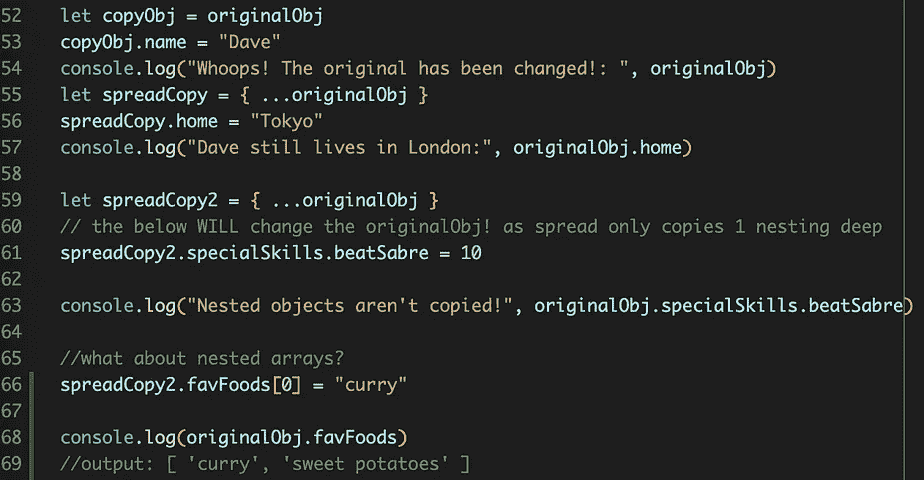 52 let copyObj = originalObj
53 copyObj.name = "Dave"
54 console.log("Whoops! The original has been changed!: ", originalObj)
55 let spreadCopy = { ...originalObj }
56 spreadCopy.home = "Tokyo"
57 console.log("Dave still lives in London:", originalObj.home)
58
59 let spreadCopy2 = { ...originalObj }
60 // the below WILL change the originalObj! as spread only copies 1 nesting deep
61 spreadCopy2.specialSkills.beatSabre = 10
62
63 console.log("Nested objects aren't copied!", originalObj.specialSkills.beatSabre)
64
65 //what about nested arrays?
66 spreadCopy2.favFoods[0] = "curry"
67
68 console.log(originalObj.favFoods)
69 //output: [ 'curry', 'sweet potatoes' ]